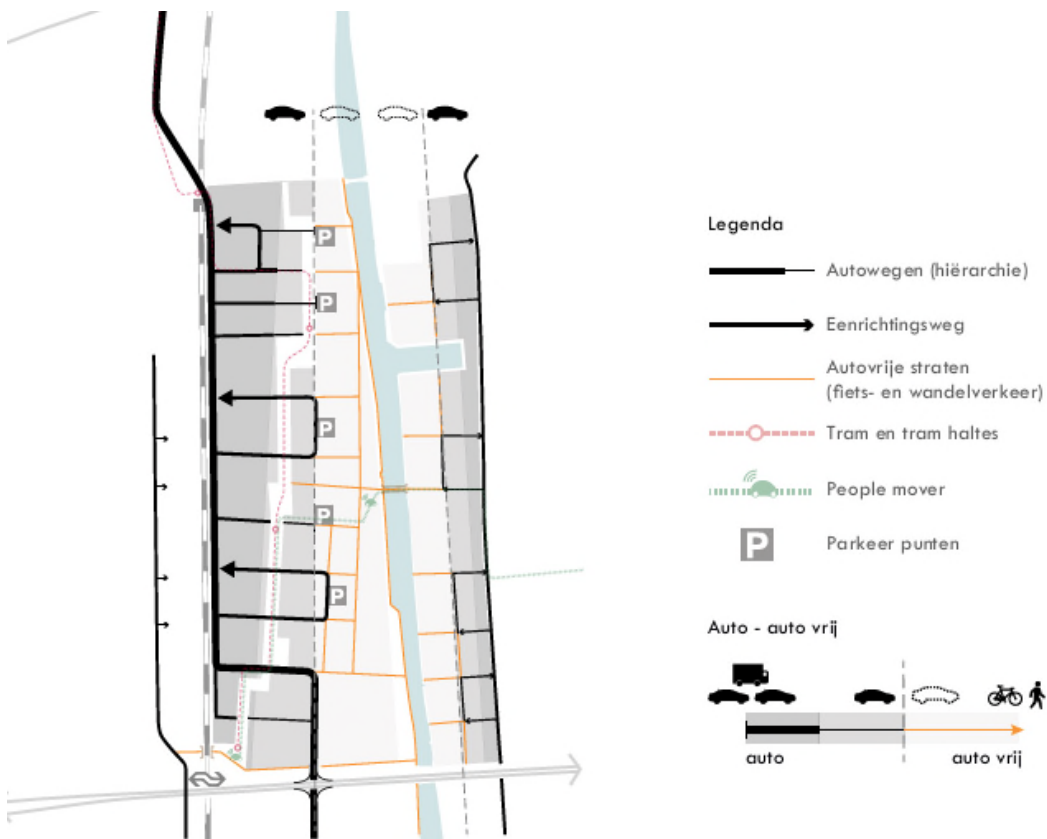 P
P
P
P
P
Legenda
Autowegen (hiërarchie)
Eenrichtingsweg
Autovrije straten
(fiets- en wandelverkeer)
Tram en tram haltes
People mover
P
Parkeer punten
Auto - auto vrij
auto
auto vrij